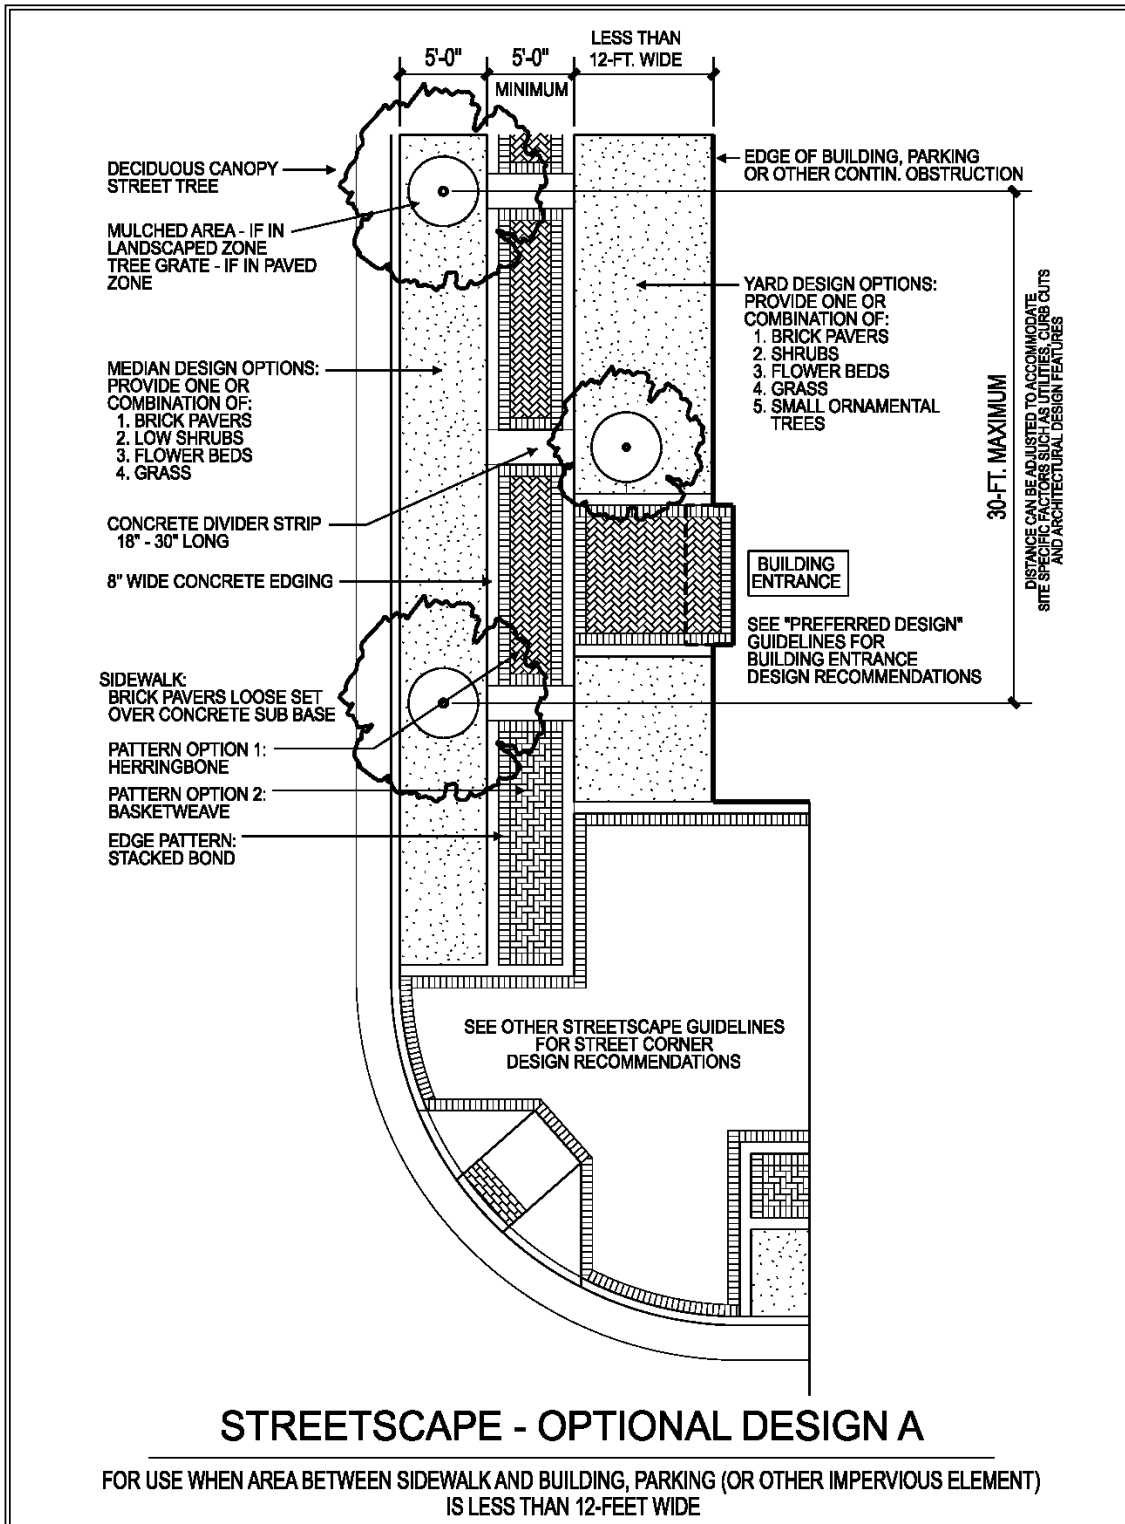 5'-0"
5'-0"
MINIMUM
LESS THAN
12-FT. WIDE
DECIDUOUS CANOPY
STREET TREE
MULCHED AREA - IF IN
LANDSCAPED ZONE
TREE GRATE - IF IN PAVED
ZONE
MEDIAN DESIGN OPTIONS:
PROVIDE ONE OR
COMBINATION OF:
1. BRICK PAVERS
2. LOW SHRUBS
3. FLOWER BEDS
4. GRASS
CONCRETE DIVIDER STRIP
18" - 30" LONG
8" WIDE CONCRETE EDGING
SIDEWALK:
BRICK PAVERS LOOSE SET
OVER CONCRETE SUB BASE
PATTERN OPTION 1:
HERRINGBONE
PATTERN OPTION 2:
BASKETWEAVE
EDGE PATTERN:
STACKED BOND
EDGE OF BUILDING, PARKING
OR OTHER CONTIN. OBSTRUCTION
YARD DESIGN OPTIONS:
PROVIDE ONE OR
COMBINATION OF:
1. BRICK PAVERS
2. SHRUBS
3. FLOWER BEDS
4. GRASS
5. SMALL ORNAMENTAL
TREES
BUILDING
ENTRANCE
SEE "PREFERRED DESIGN"
GUIDELINES FOR
BUILDING ENTRANCE
DESIGN RECOMMENDATIONS
30-FT. MAXIMUM
DISTANCE CAN BE ADJUSTED TO ACCOMMODATE
SITE SPECIFIC FACTORS SUCH AS UTILITIES, CURB CUTS
AND ARCHITECTURAL DESIGN FEATURES
SEE OTHER STREETSCAPE GUIDELINES
FOR STREET CORNER
DESIGN RECOMMENDATIONS
STREETSCAPE - OPTIONAL DESIGN A
FOR USE WHEN AREA BETWEEN SIDEWALK AND BUILDING, PARKING (OR OTHER IMPERVIOUS ELEMENT)
IS LESS THAN 12-FEET WIDE